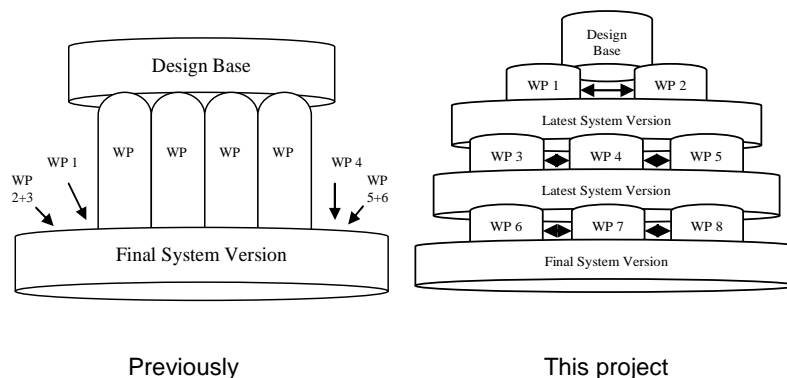 Design Base
WP
WP
WP
WP
WP 1
WP
2+3
WP 4
WP
5+6
Final System Version
Previously
Design
Base
WP 1
WP 2
Latest System Version
WP 3
WP 4
WP 5
Latest System Version
WP 6
WP 7
WP 8
Final System Version
This project